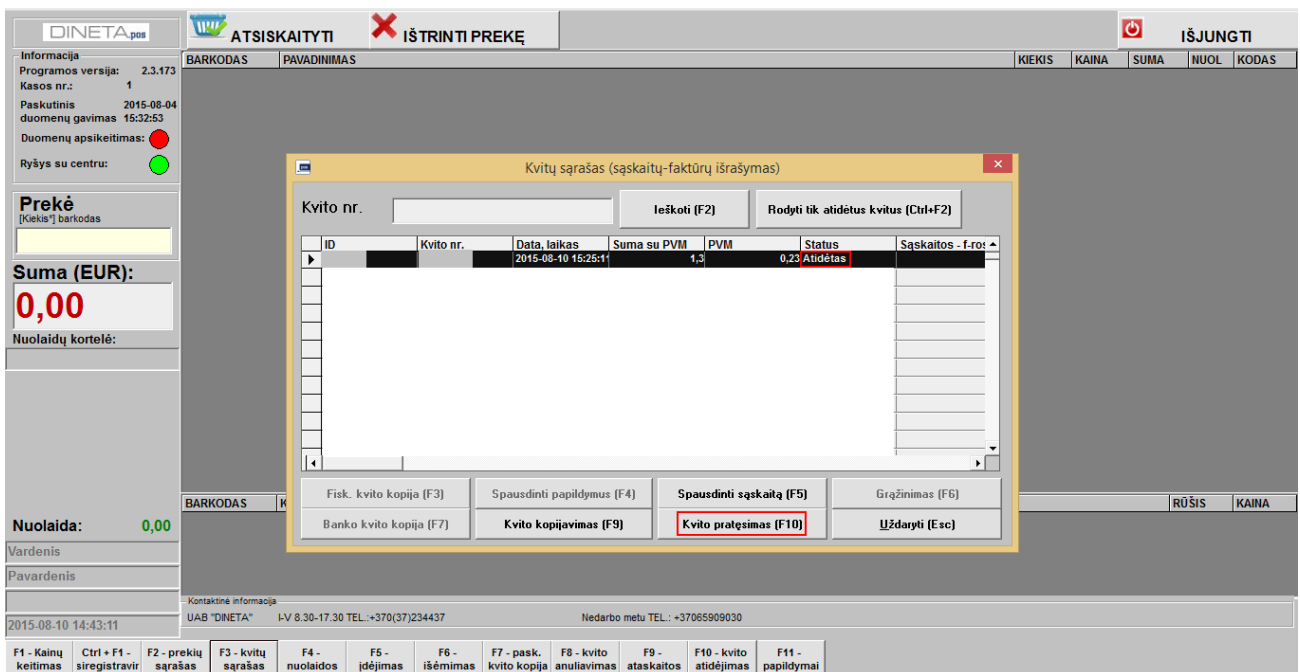 DINETA.pos
ATSISKAITYTI
IŠTRINTI PREKĘ
IŠJUNGTI
Informacija
Programos versija: 2.3.173
Kasos nr.: 1
Paskutinis 2015-08-04
duomenų gavimas 15:32:53
Duomenų apsikeitimas:
Ryšys su centru:
BARKODAS PAVADINIMAS KIEKIS KAINA SUMA NUOL KODAS
Prekė
[Kiekis*] barkodas
Suma (EUR):
0,00
Nuolaidų kortelė:
Kvitų sąrašas (sąskaitų-faktūrų išrašymas)
Kvito nr.
Ieškoti (F2)
Rodyti tik atidėtus kvitus (Ctrl+F2)
ID Kvito nr. Data, laikas Suma su PVM PVM Status Sąskaitos - f-ros
2015-08-10 15:25:1 1,3 0,23 Atidėtas
Fisk. kvito kopija (F3) Spausdinti papildymus (F4) Spausdinti sąskaitą (F5) Grąžinimas (F6)
Banko kvito kopija (F7) Kvito kopijavimas (F9) Kvito pratęsimas (F10) Uždaryti (Esc)
BARKODAS K RŪŠIS KAINA
Nuolaida: 0,00
Vardenis
Pavardenis
2015-08-10 14:43:11
Kontaktinė informacija
UAB "DINETA" I-V 8.30-17.30 TEL.:+370(37)234437 Nedarbo metu TEL.: +37065909030
F1 - Kainų keitimas
Ctrl + F1 - siregistravir
F2 - prekių sąrašas
F3 - kvitų sąrašas
F4 - nuolaidos
F5 - įdėjimas
F6 - išėmimas
F7 - pask. kvito kopija
F8 - kvito anuliavimas
F9 - ataskaitos
F10 - kvito atidėjimas
F11 - papildymai